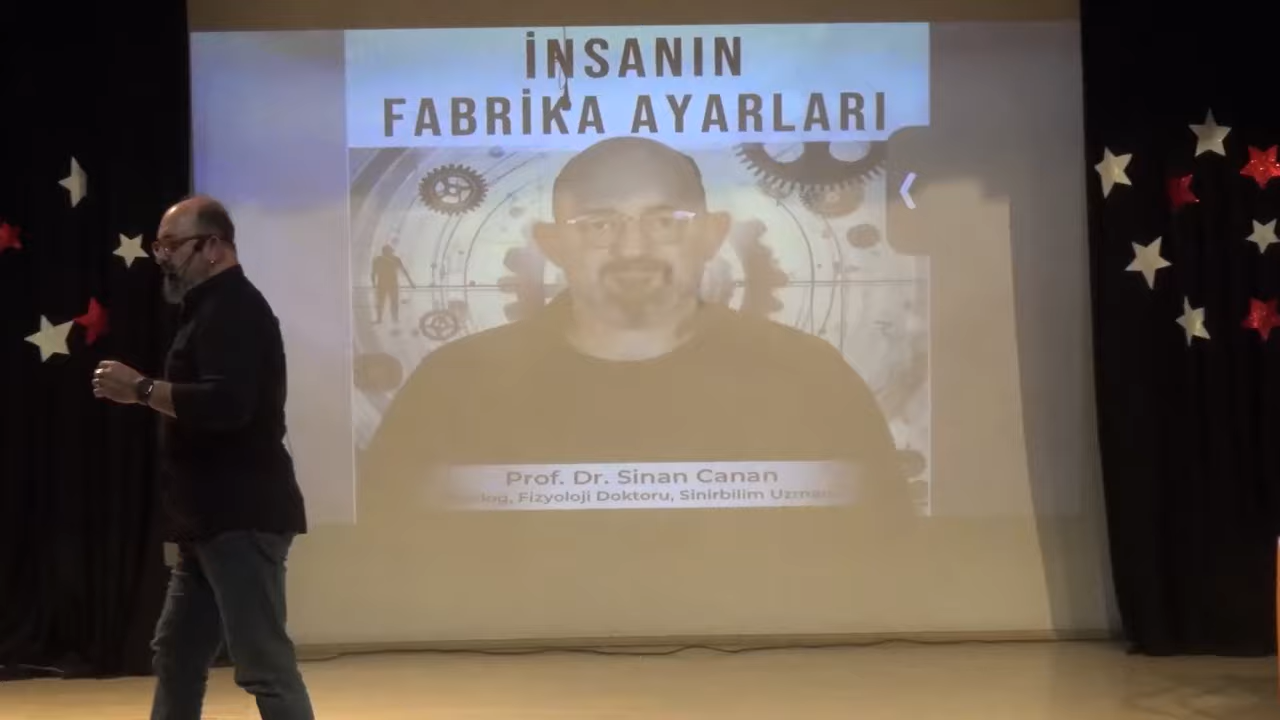 İNSANIN
FABRİKA AYARLARI
Prof. Dr. Sinan Canan
Fizyoloji Doktoru, Sinirbilim